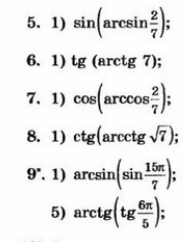 5. 1) sin(arcsin 2/7);
6. 1) tg (arctg 7);
7. 1) cos(arccos 2/7);
8. 1) ctg(arcctg √7);
9*. 1) arcsin(sin 15π/7);
5) arctg(tg 6π/5);